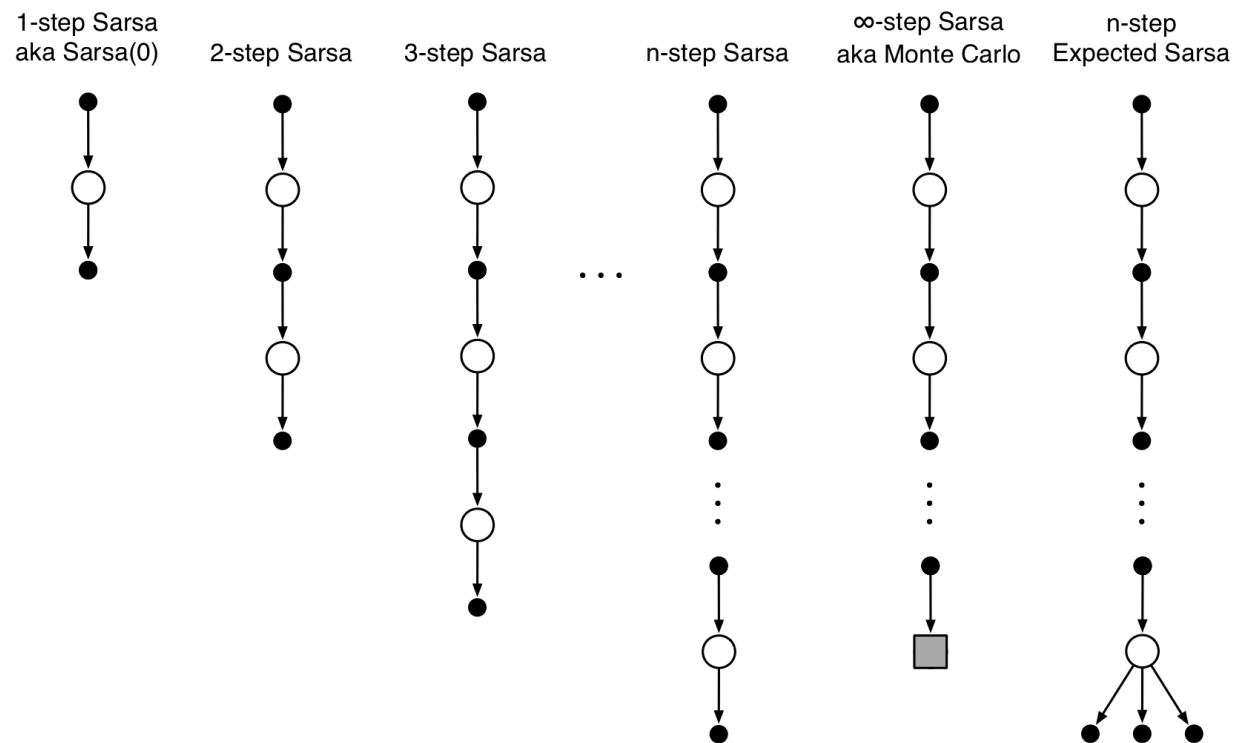 1-step Sarsa
aka Sarsa(0)
2-step Sarsa
3-step Sarsa
. . .
n-step Sarsa
∞-step Sarsa
aka Monte Carlo
n-step
Expected Sarsa